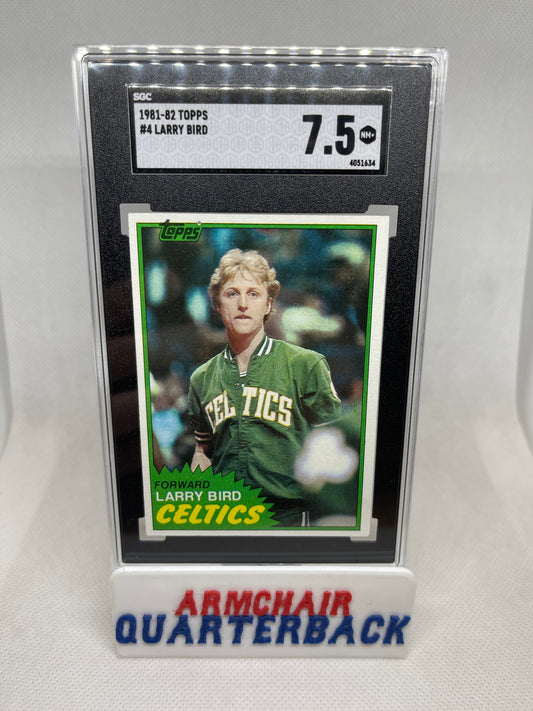 SGC
1981-82 TOPPS
#4 LARRY BIRD
7.5 NM+
4051634
Topps
CELTICS
FORWARD
LARRY BIRD
CELTICS
ARMCHAIR
QUARTERBACK